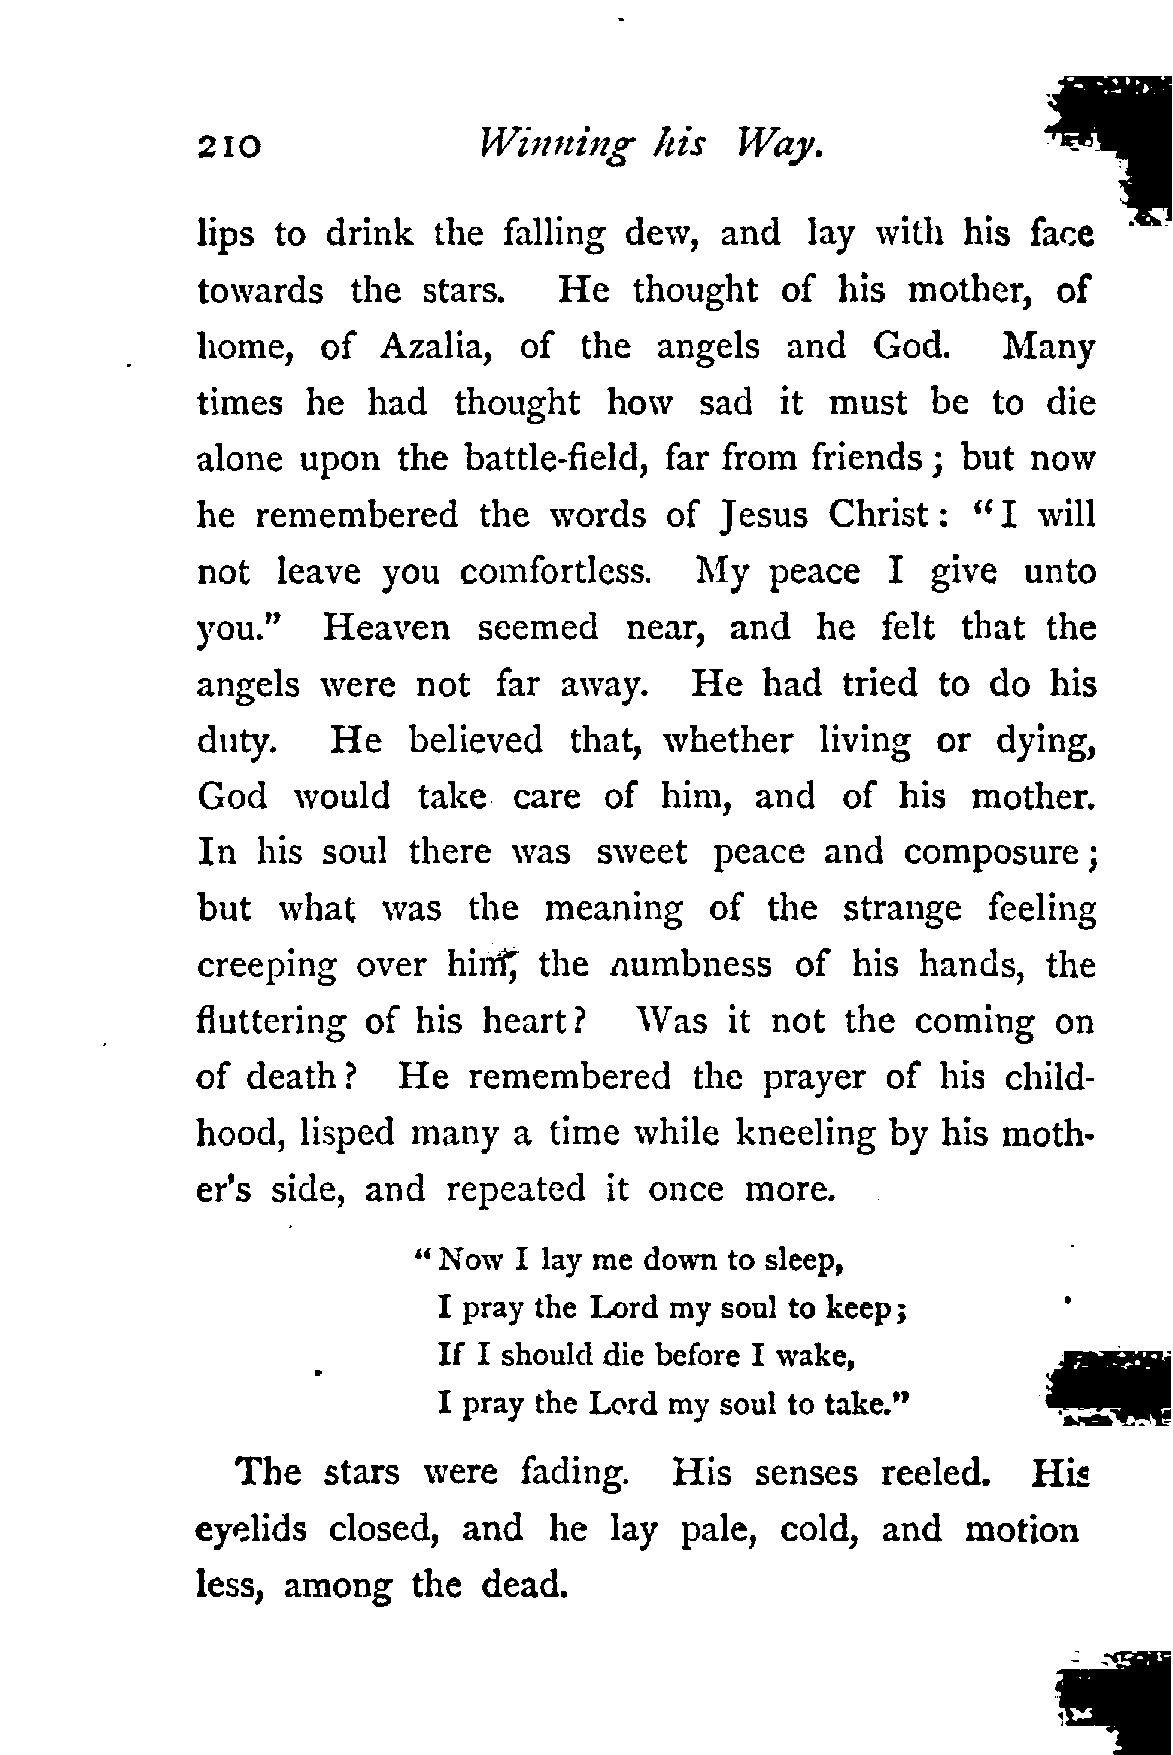 210 Winning his Way.
lips to drink the falling dew, and lay with his face
towards the stars. He thought of his mother, of
home, of Azalia, of the angels and God. Many
times he had thought how sad it must be to die
alone upon the battle-field, far from friends; but now
he remembered the words of Jesus Christ: "I will
not leave you comfortless. My peace I give unto
you." Heaven seemed near, and he felt that the
angels were not far away. He had tried to do his
duty. He believed that, whether living or dying,
God would take care of him, and of his mother.
In his soul there was sweet peace and composure;
but what was the meaning of the strange feeling
creeping over him, the numbness of his hands, the
fluttering of his heart? Was it not the coming on
of death? He remembered the prayer of his child-
hood, lisped many a time while kneeling by his moth-
er's side, and repeated it once more.
"Now I lay me down to sleep,
I pray the Lord my soul to keep;
If I should die before I wake,
I pray the Lord my soul to take."
The stars were fading. His senses reeled. His
eyelids closed, and he lay pale, cold, and motion
less, among the dead.